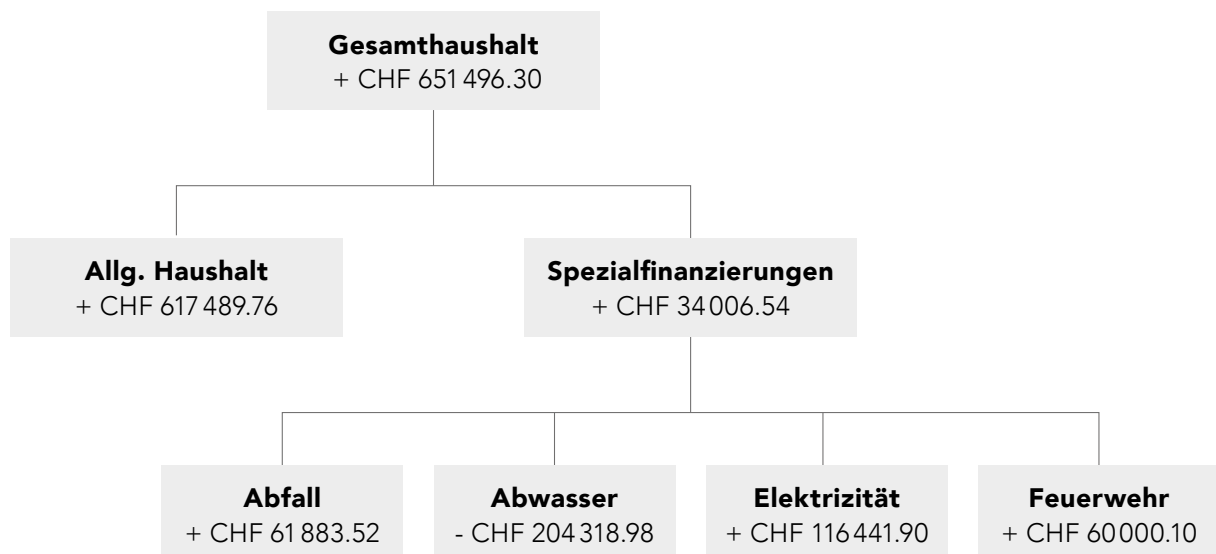 Gesamthaushalt
+ CHF 651 496.30
Allg. Haushalt
+ CHF 617 489.76
Spezialfinanzierungen
+ CHF 34 006.54
Abfall
+ CHF 61 883.52
Abwasser
- CHF 204 318.98
Elektrizität
+ CHF 116 441.90
Feuerwehr
+ CHF 60 000.10